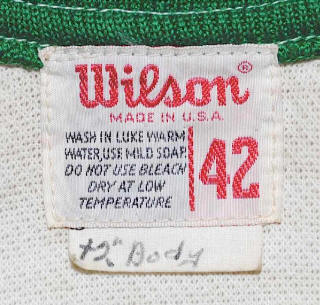 Wilson®
MADE IN U.S.A.
WASH IN LUKE WARM
WATER, USE MILD SOAP.
DO NOT USE BLEACH
DRY AT LOW
TEMPERATURE
42
+2" Body